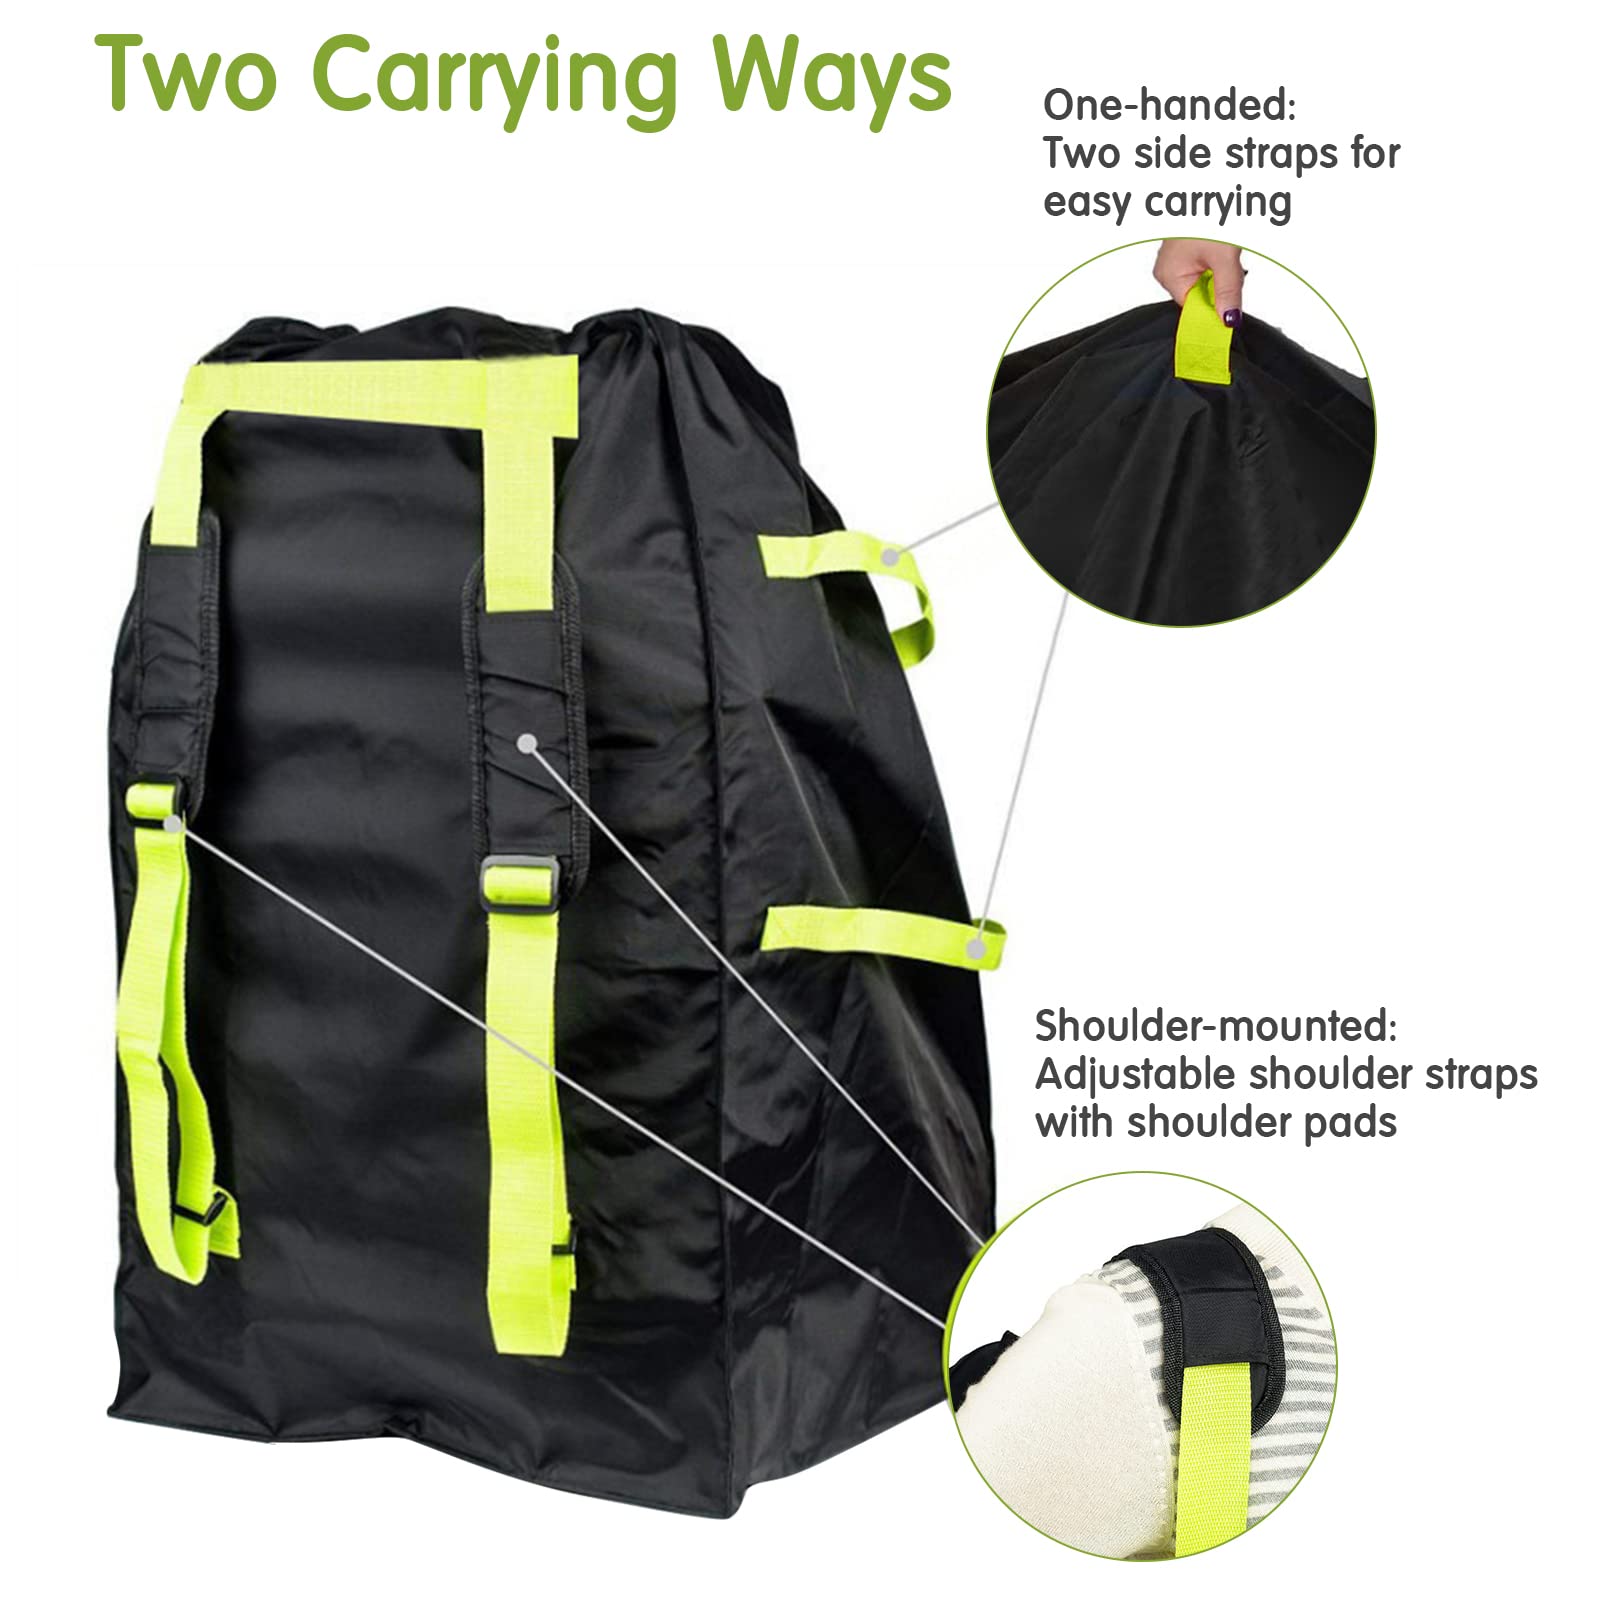 Two Carrying Ways
One-handed:
Two side straps for
easy carrying
Shoulder-mounted:
Adjustable shoulder straps
with shoulder pads